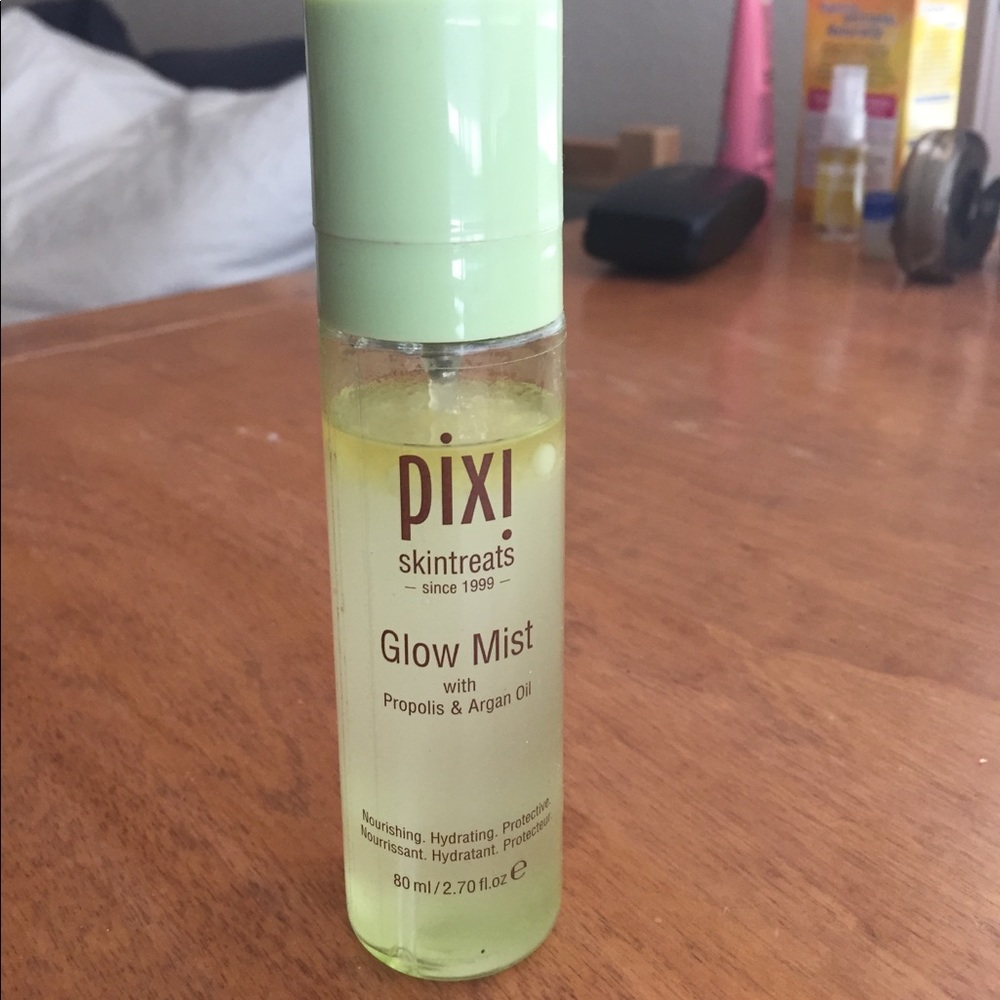 pixi
skintreats
– since 1999 –
Glow Mist
with
Propolis & Argan Oil
Nourishing. Hydrating. Protective.
Nourrissant. Hydratant. Protecteur.
80 ml / 2.70 fl.oz e